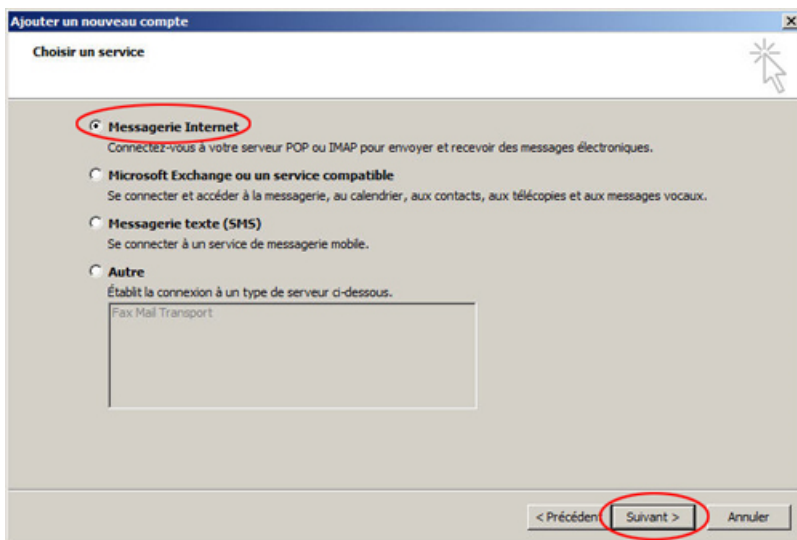 Ajouter un nouveau compte
Choisir un service
Messagerie Internet
Connectez-vous à votre serveur POP ou IMAP pour envoyer et recevoir des messages électroniques.
Microsoft Exchange ou un service compatible
Se connecter et accéder à la messagerie, au calendrier, aux contacts, aux télécopies et aux messages vocaux.
Messagerie texte (SMS)
Se connecter à un service de messagerie mobile.
Autre
Établit la connexion à un type de serveur ci-dessous.
Fax Mail Transport
< Précédent Suivant > Annuler